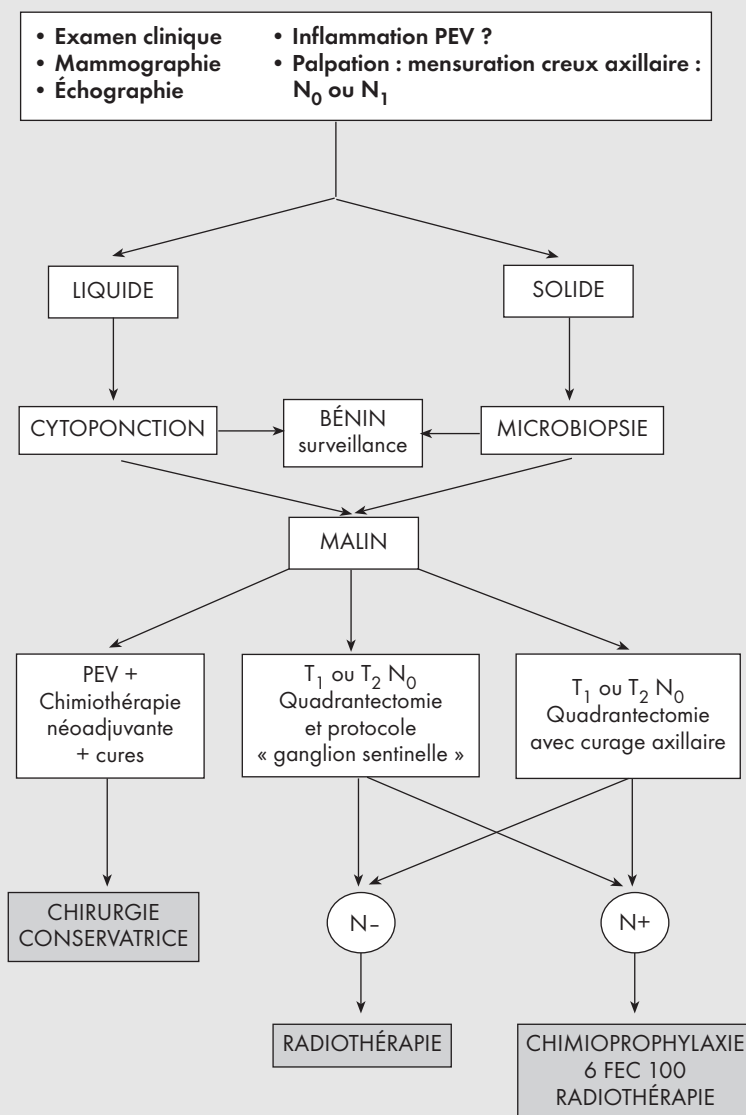 • Examen clinique
• Mammographie
• Échographie
• Inflammation PEV ?
• Palpation : mensuration creux axillaire :
N₀ ou N₁
LIQUIDE
SOLIDE
CYTOPONCTION
BÉNIN
surveillance
MICROBIOPSIE
MALIN
PEV +
Chimiothérapie
néoadjuvante
+ cures
T₁ ou T₂ N₀
Quadrantectomie
et protocole
« ganglion sentinelle »
T₁ ou T₂ N₀
Quadrantectomie
avec curage axillaire
CHIRURGIE
CONSERVATRICE
N–
N+
RADIOTHÉRAPIE
CHIMIOPROPHYLAXIE
6 FEC 100
RADIOTHÉRAPIE